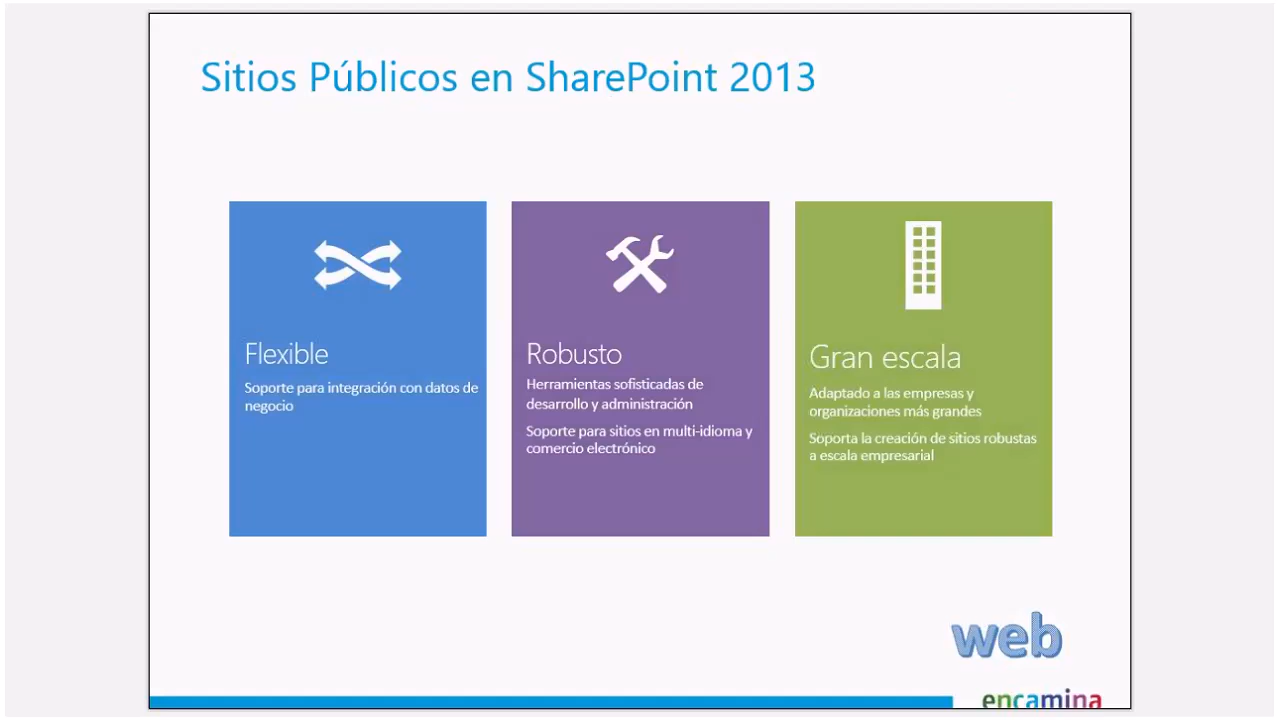 Sitios Públicos en SharePoint 2013
Flexible
Soporte para integración con datos de
negocio
Robusto
Herramientas sofisticadas de
desarrollo y administración
Soporte para sitios en multi-idioma y
comercio electrónico
Gran escala
Adaptado a las empresas y
organizaciones más grandes
Soporta la creación de sitios robustas
a escala empresarial
web
encamina